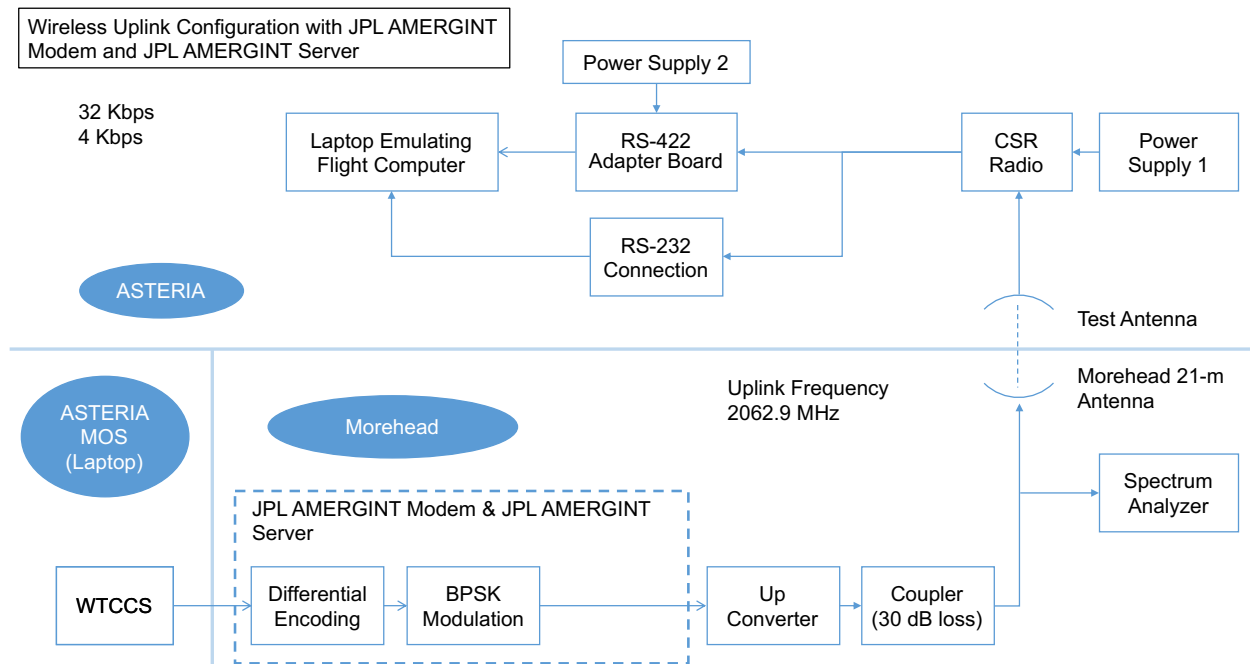 Wireless Uplink Configuration with JPL AMERGINT
Modem and JPL AMERGINT Server
Power Supply 2
32 Kbps
4 Kbps
Laptop Emulating
Flight Computer
RS-422
Adapter Board
CSR
Radio
Power
Supply 1
RS-232
Connection
ASTERIA
Test Antenna
ASTERIA
MOS
(Laptop)
Morehead
Uplink Frequency
2062.9 MHz
Morehead 21-m
Antenna
JPL AMERGINT Modem & JPL AMERGINT
Server
Spectrum
Analyzer
WTCCS
Differential
Encoding
BPSK
Modulation
Up
Converter
Coupler
(30 dB loss)